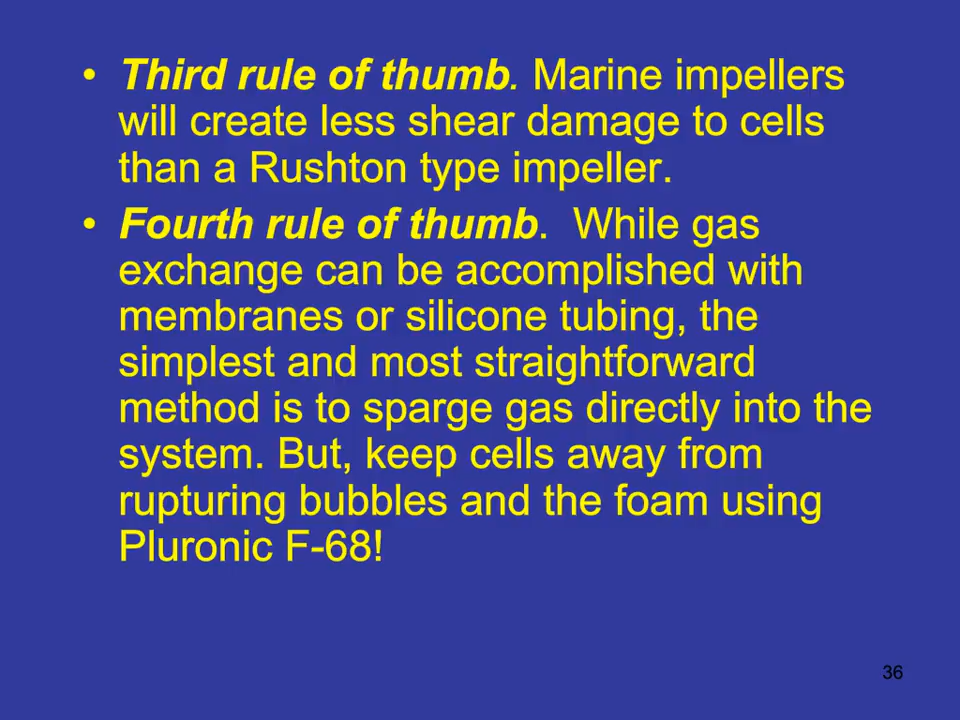 • Third rule of thumb. Marine impellers
will create less shear damage to cells
than a Rushton type impeller.
• Fourth rule of thumb.  While gas
exchange can be accomplished with
membranes or silicone tubing, the
simplest and most straightforward
method is to sparge gas directly into the
system. But, keep cells away from
rupturing bubbles and the foam using
Pluronic F-68!
36